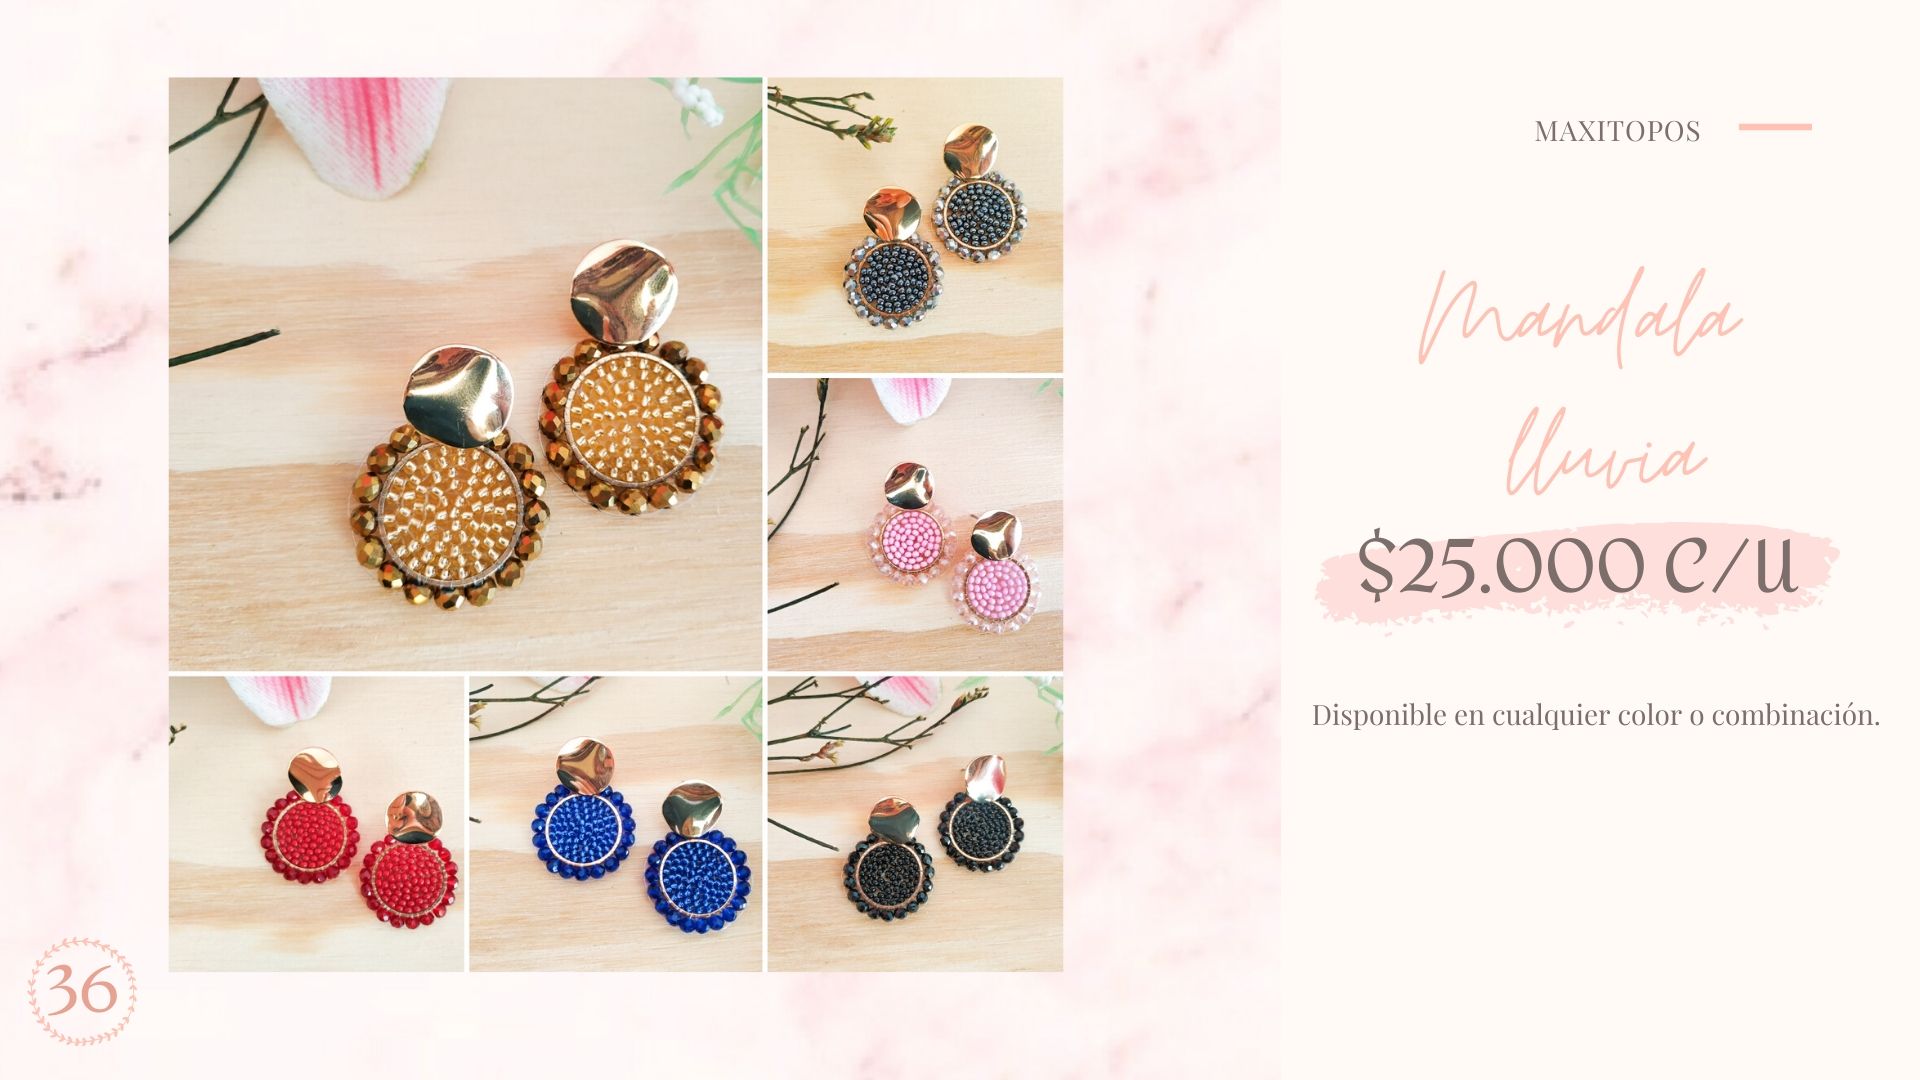 MAXITOPOS
Mandala
lluvia
$25.000 C/U
Disponible en cualquier color o combinación.
36